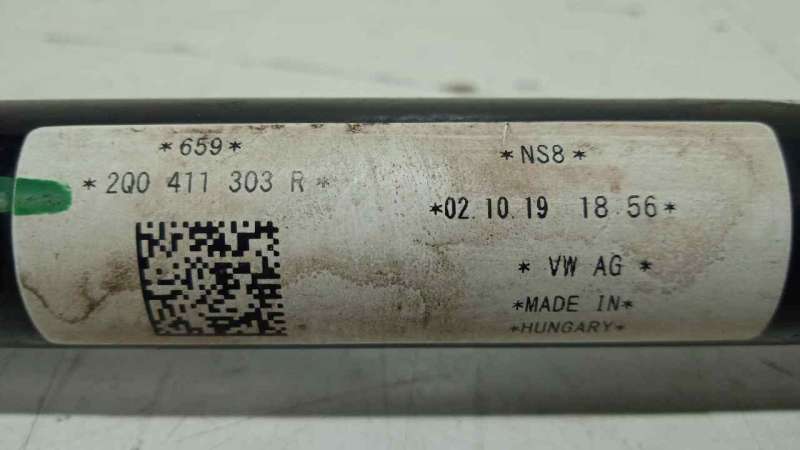 *659*
*2Q0 411 303 R*
*NS8*
*02.10.19 18.56*
* VW AG *
*MADE IN*
*HUNGARY*